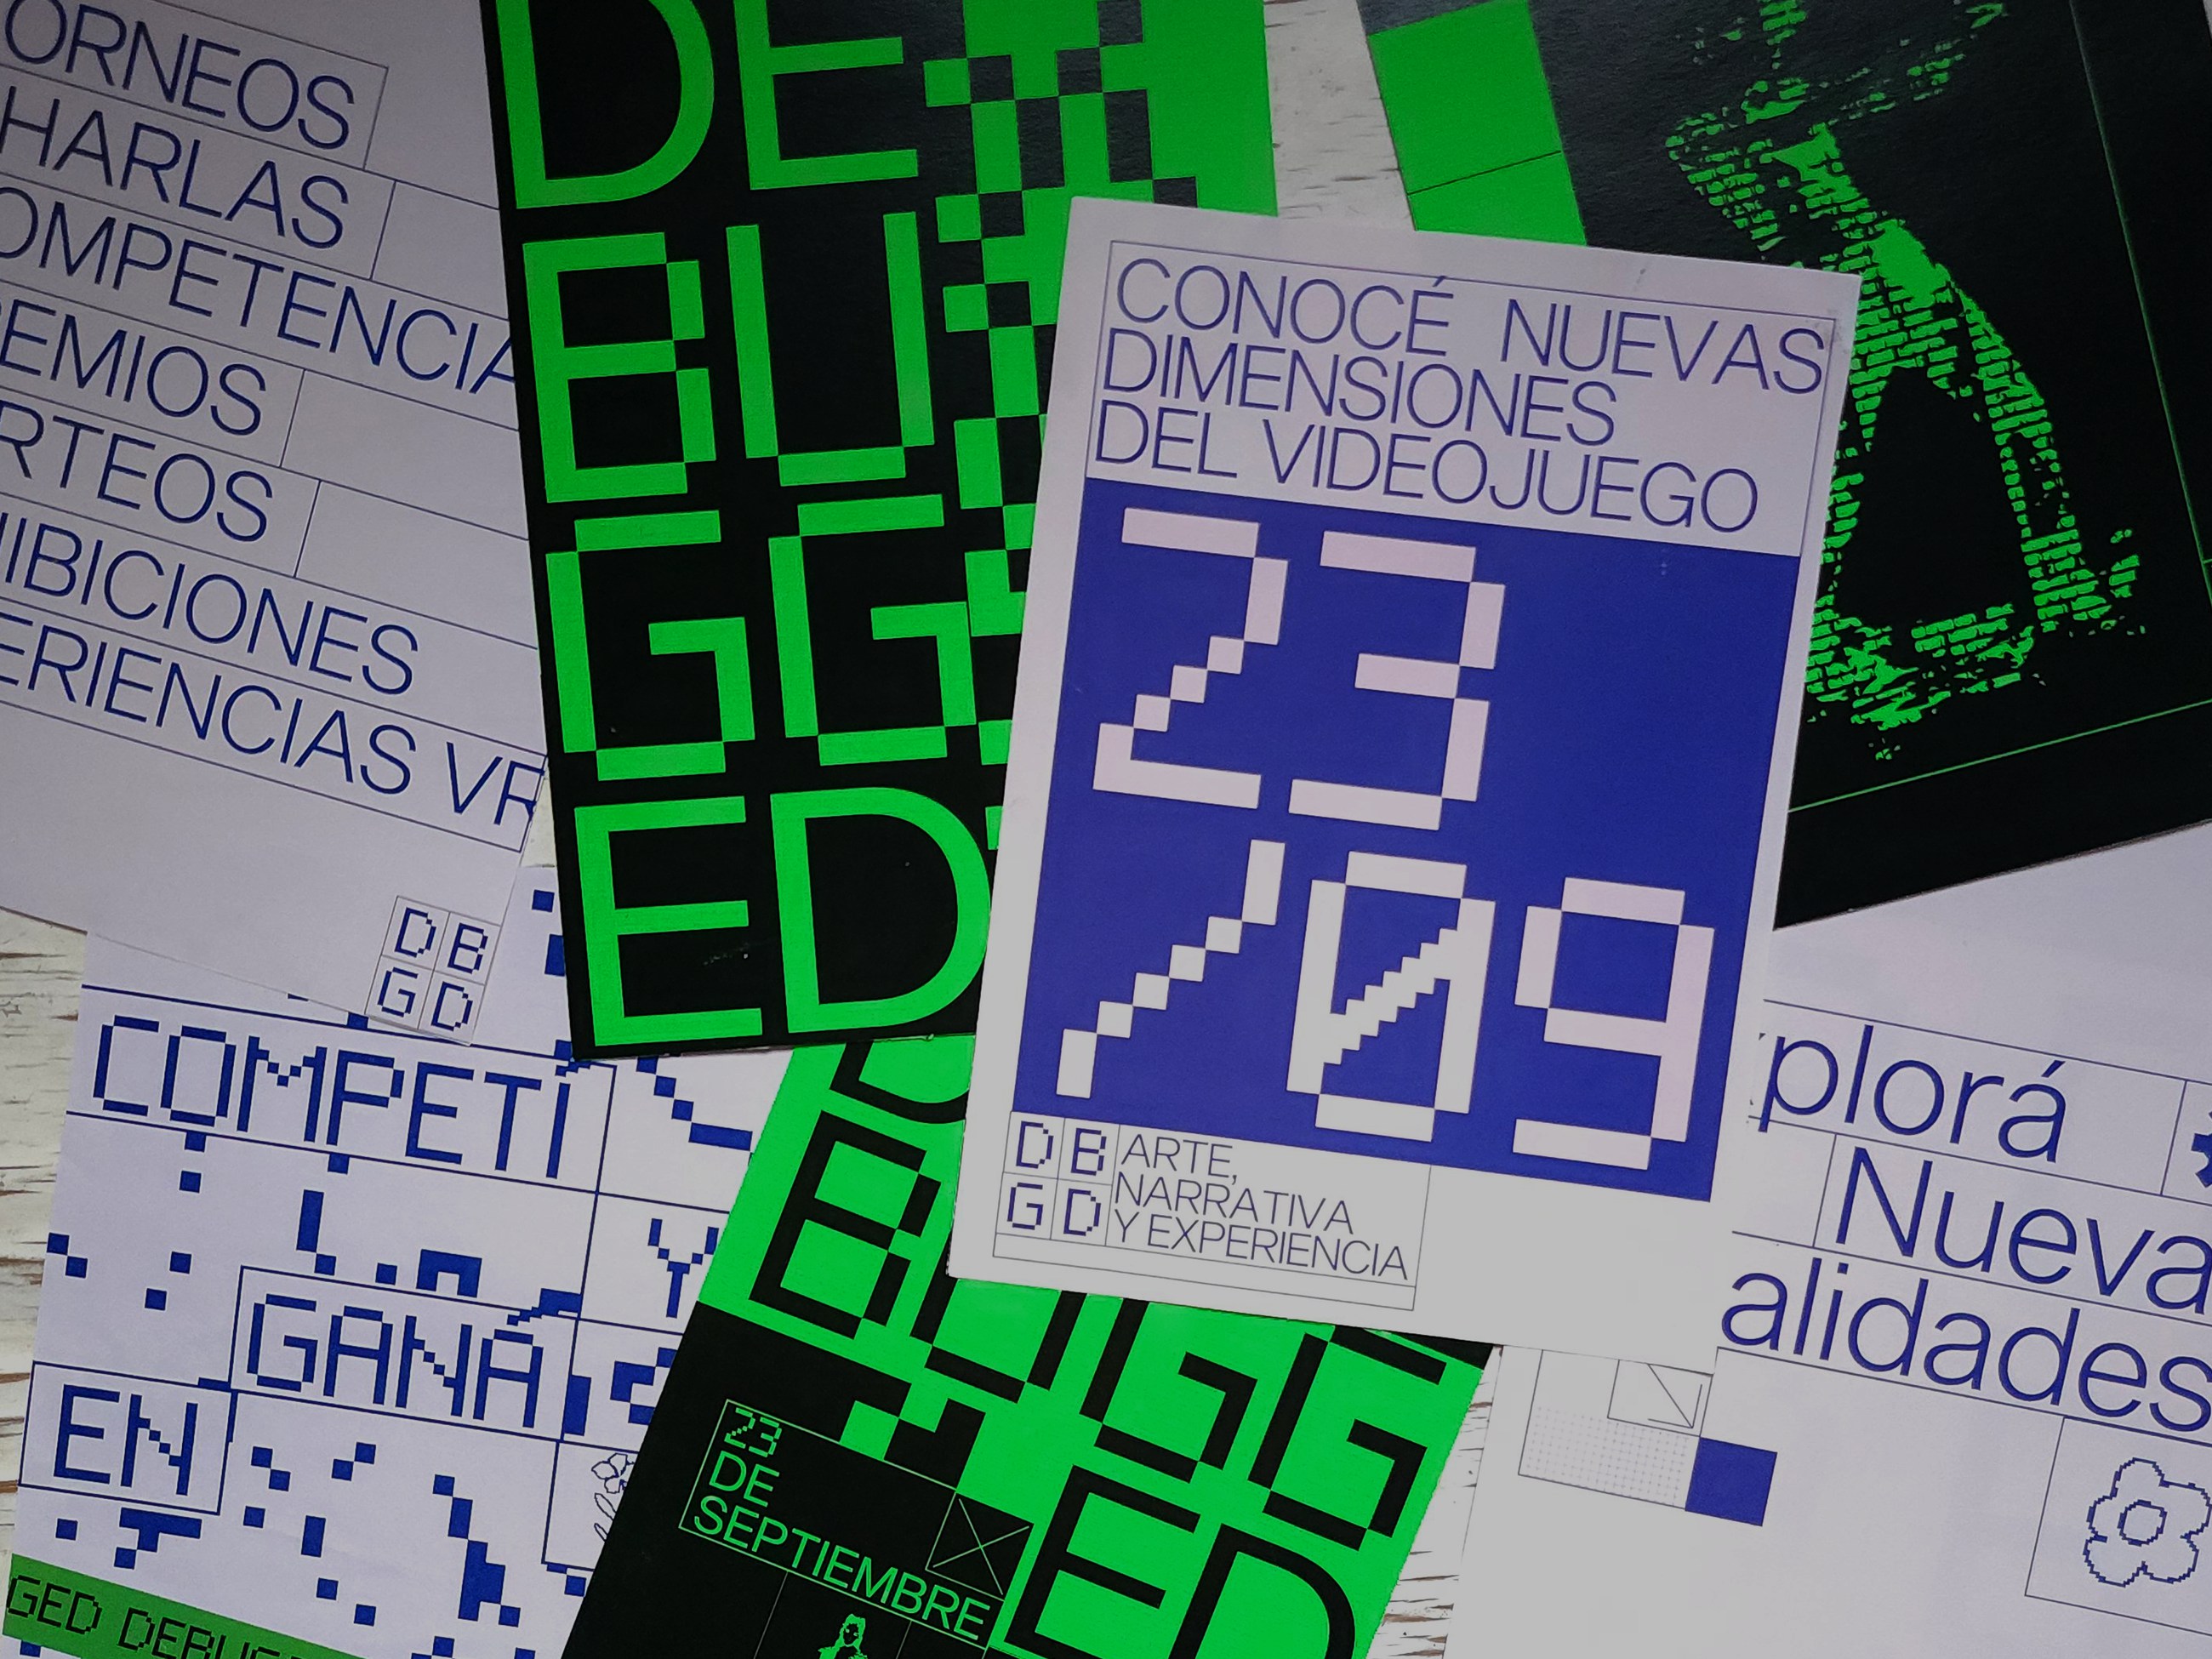 ORNEOS
HARLAS
OMPETENCIA
EMIOS
RTEOS
IBICIONES
ERIENCIAS VR
DB
GD
DE
BU
GG
ED
CONOCÉ NUEVAS
DIMENSIONES
DEL VIDEOJUEGO
23
/09
DB
GD
ARTE,
NARRATIVA
Y EXPERIENCIA
COMPETÍ
Y
GANÁ
EN
GED DEBUG
BUGG
ED
23
DE
SEPTIEMBRE
plorá
Nueva
alidades